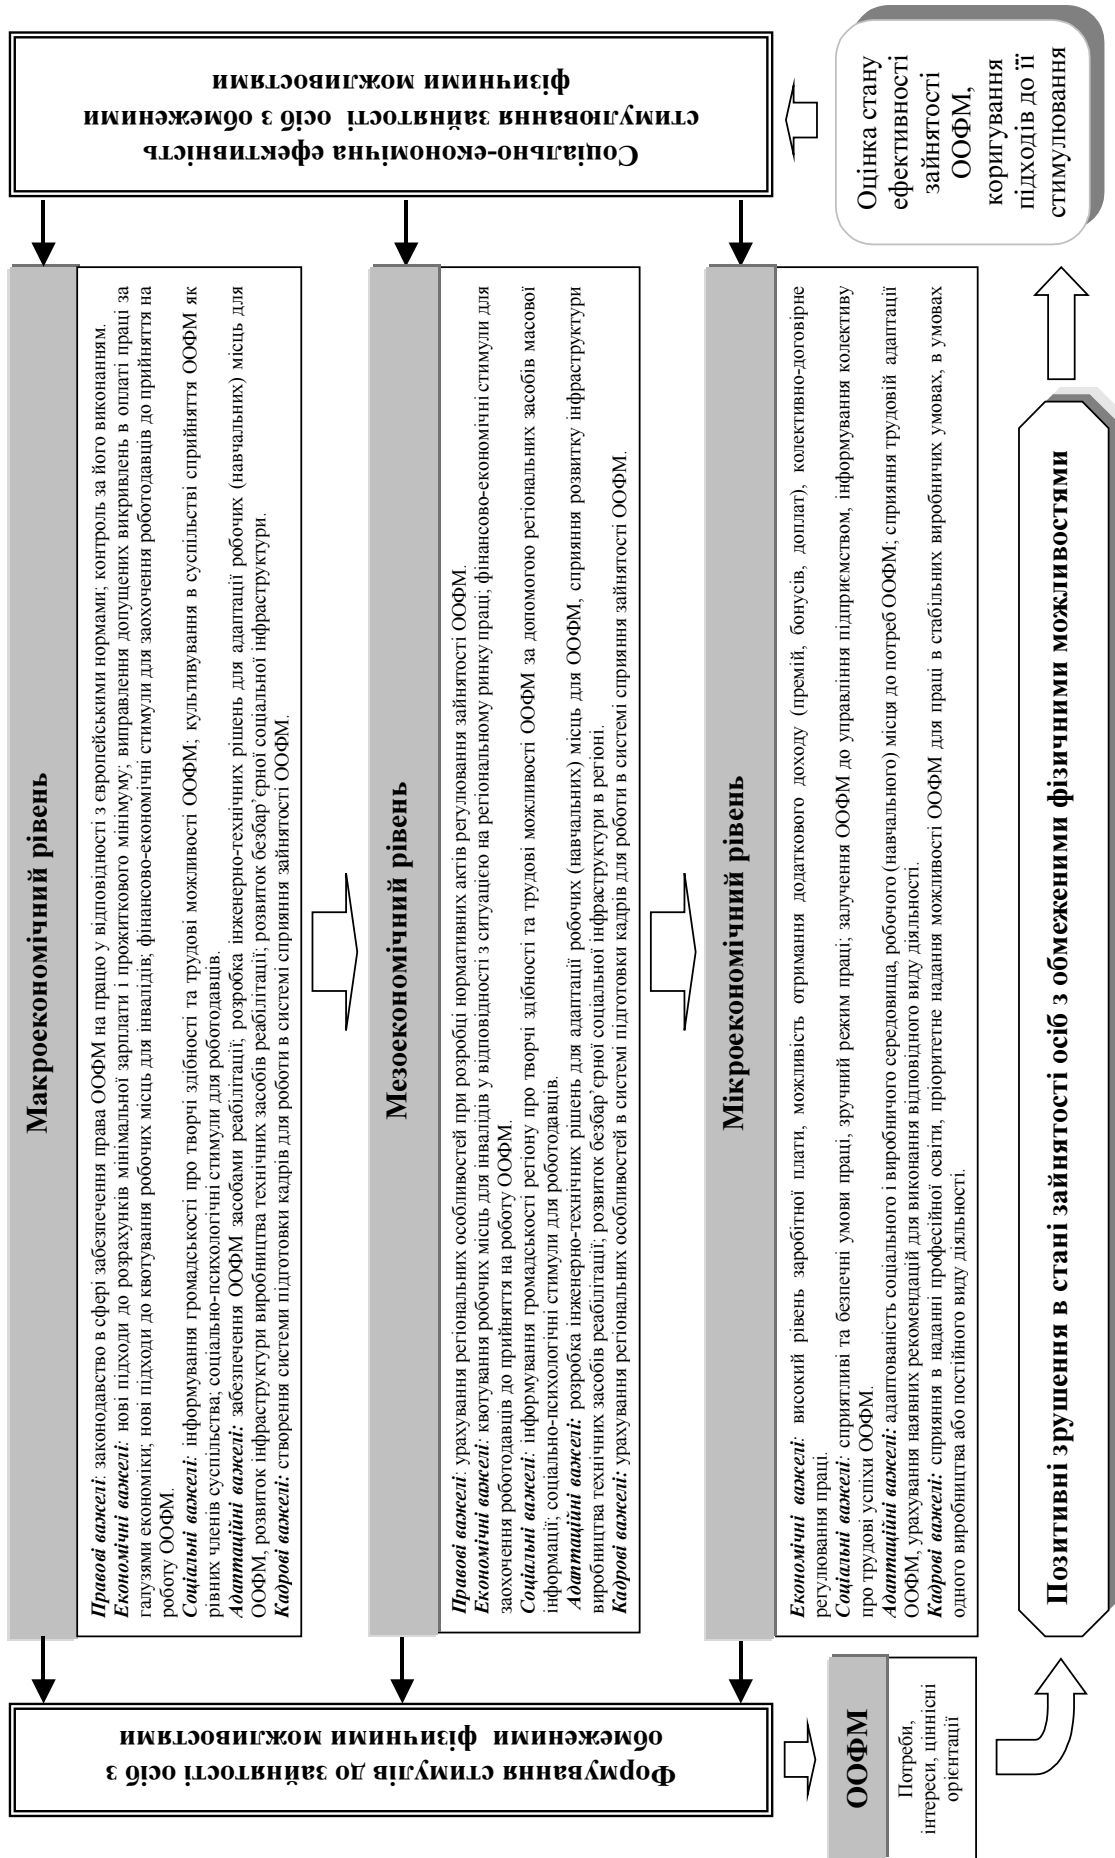 Соціально-економічна ефективність
стимулювання зайнятості осіб з обмеженими
фізичними можливостями
Макроекономічний рівень
Правові важелі: законодавство в сфері забезпечення права ООФМ на працю у відповідності з європейськими нормами; контроль за його виконанням.
Економічні важелі: нові підходи до розрахунків мінімальної зарплати і прожиткового мінімуму; виправлення допущених викривлень в оплаті праці за
галузями економіки; нові підходи до квотування робочих місць для інвалідів; фінансово-економічні стимули для заохочення роботодавців до прийняття на
роботу ООФМ.
Соціальні важелі: інформування громадськості про творчі здібності та трудові можливості ООФМ; культивування в суспільстві сприйняття ООФМ як
рівних членів суспільства; соціально-психологічні стимули для роботодавців.
Адаптаційні важелі: забезпечення ООФМ засобами реабілітації; розробка інженерно-технічних рішень для адаптації робочих (навчальних) місць для
ООФМ, розвиток інфраструктури виробництва технічних засобів реабілітації; розвиток безбар’єрної соціальної інфраструктури.
Кадрові важелі: створення системи підготовки кадрів для роботи в системі сприяння зайнятості ООФМ.
Мезоекономічний рівень
Правові важелі: урахування регіональних особливостей при розробці нормативних актів регулювання зайнятості ООФМ.
Економічні важелі: квотування робочих місць для інвалідів у відповідності з ситуацією на регіональному ринку праці; фінансово-економічні стимули для
заохочення роботодавців до прийняття на роботу ООФМ.
Соціальні важелі: інформування громадськості регіону про творчі здібності та трудові можливості ООФМ за допомогою регіональних засобів масової
інформації; соціально-психологічні стимули для роботодавців.
Адаптаційні важелі: розробка інженерно-технічних рішень для адаптації робочих (навчальних) місць для ООФМ, сприяння розвитку інфраструктури
виробництва технічних засобів реабілітації; розвиток безбар’єрної соціальної інфраструктури в регіоні.
Кадрові важелі: урахування регіональних особливостей в системі підготовки кадрів для роботи в системі сприяння зайнятості ООФМ.
Мікроекономічний рівень
Економічні важелі: високий рівень заробітної плати, можливість отримання додаткового доходу (премій, бонусів, доплат), колективно-договірне
регулювання праці.
Соціальні важелі: сприятливі та безпечні умови праці, зручний режим праці; залучення ООФМ до управління підприємством, інформування колективу
про трудові успіхи ООФМ.
Адаптаційні важелі: адаптованість соціального і виробничого середовища, робочого (навчального) місця до потреб ООФМ; сприяння трудовій адаптації
ООФМ, урахування наявних рекомендацій для виконання відповідного виду діяльності.
Кадрові важелі: сприяння в наданні професійної освіти, пріоритетне надання можливості ООФМ для праці в стабільних виробничих умовах, в умовах
одного виробництва або постійного виду діяльності.
Формування стимулів до зайнятості осіб з
обмеженими фізичними можливостями
ООФМ
Потреби,
інтереси, ціннісні
орієнтації
Позитивні зрушення в стані зайнятості осіб з обмеженими фізичними можливостями
Оцінка стану
ефективності
зайнятості
ООФМ,
коригування
підходів до її
стимулювання